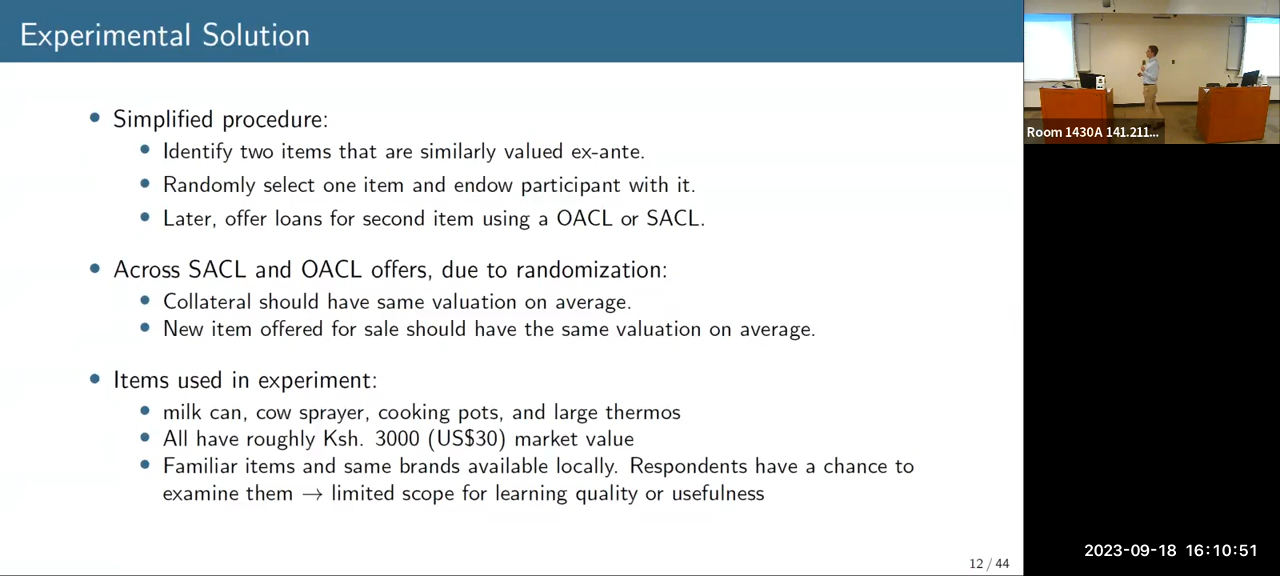 Experimental Solution
Simplified procedure:
Identify two items that are similarly valued ex-ante.
Randomly select one item and endow participant with it.
Later, offer loans for second item using a OACL or SACL.
Across SACL and OACL offers, due to randomization:
Collateral should have same valuation on average.
New item offered for sale should have the same valuation on average.
Items used in experiment:
milk can, cow sprayer, cooking pots, and large thermos
All have roughly Ksh. 3000 (US$30) market value
Familiar items and same brands available locally. Respondents have a chance to
examine them → limited scope for learning quality or usefulness
12 / 44
Room 1430A 141.211...
2023-09-18 16:10:51